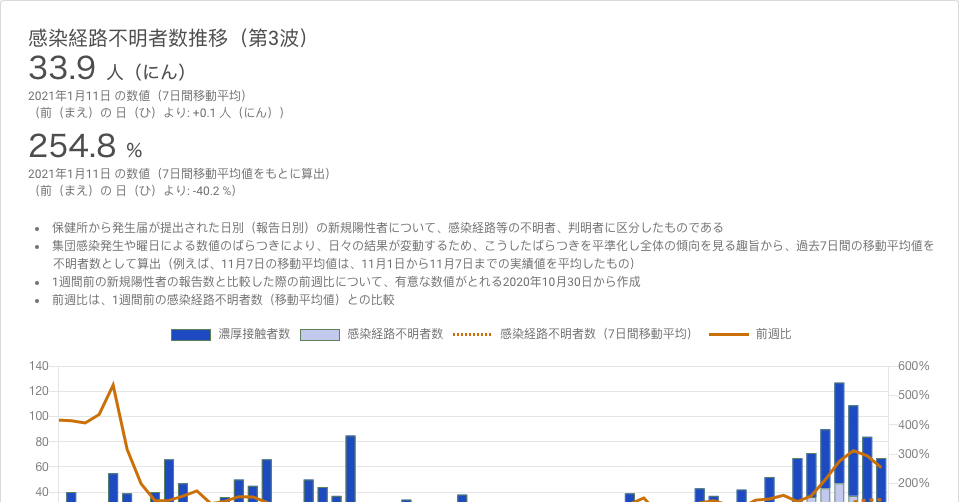 感染経路不明者数推移（第3波）
33.9 人（にん）
2021年1月11日 の数値（7日間移動平均）
（前（まえ）の 日（ひ）より: +0.1 人（にん））
254.8 %
2021年1月11日 の数値（7日間移動平均値をもとに算出）
（前（まえ）の 日（ひ）より: -40.2 %）
• 保健所から発生届が提出された日別（報告日別）の新規陽性者について、感染経路等の不明者、判明者に区分したものである
• 集団感染発生や曜日による数値のばらつきにより、日々の結果が変動するため、こうしたばらつきを平準化し全体の傾向を見る趣旨から、過去7日間の移動平均値を
不明者数として算出（例えば、11月7日の移動平均値は、11月1日から11月7日までの実績値を平均したもの）
• 1週間前の新規陽性者の報告数と比較した際の前週比について、有意な数値がとれる2020年10月30日から作成
• 前週比は、1週間前の感染経路不明者数（移動平均値）との比較
濃厚接触者数 感染経路不明者数 感染経路不明者数（7日間移動平均） 前週比
140 600%
120 500%
100 400%
80 300%
60 200%
40